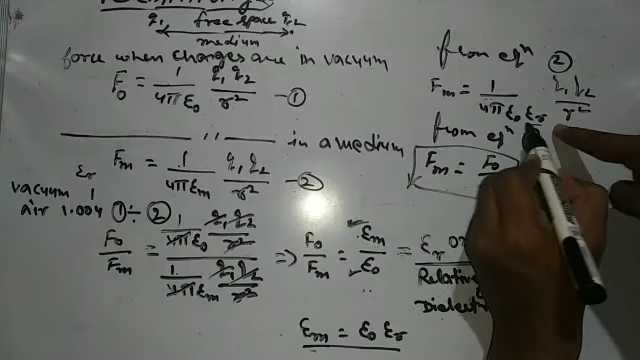 q₁ free space q₂
medium
force when charges are in vacuum
F₀ = 1/4πε₀ q₁q₂/r² — ①
——— '' ——— in a medium
Fₘ = 1/4πεₘ q₁q₂/r² — ②
εᵣ
vacuum 1
air 1.004
① ÷ ②
F₀/Fₘ = (1/4πε₀ q₁q₂/r²)/(1/4πεₘ q₁q₂/r²) => F₀/Fₘ = εₘ/ε₀ = εᵣ or
Relative
Dielect
εₘ = ε₀ εᵣ
from eqⁿ ②
Fₘ = 1/4πε₀εᵣ q₁q₂/r²
from eqⁿ
Fₘ = F₀